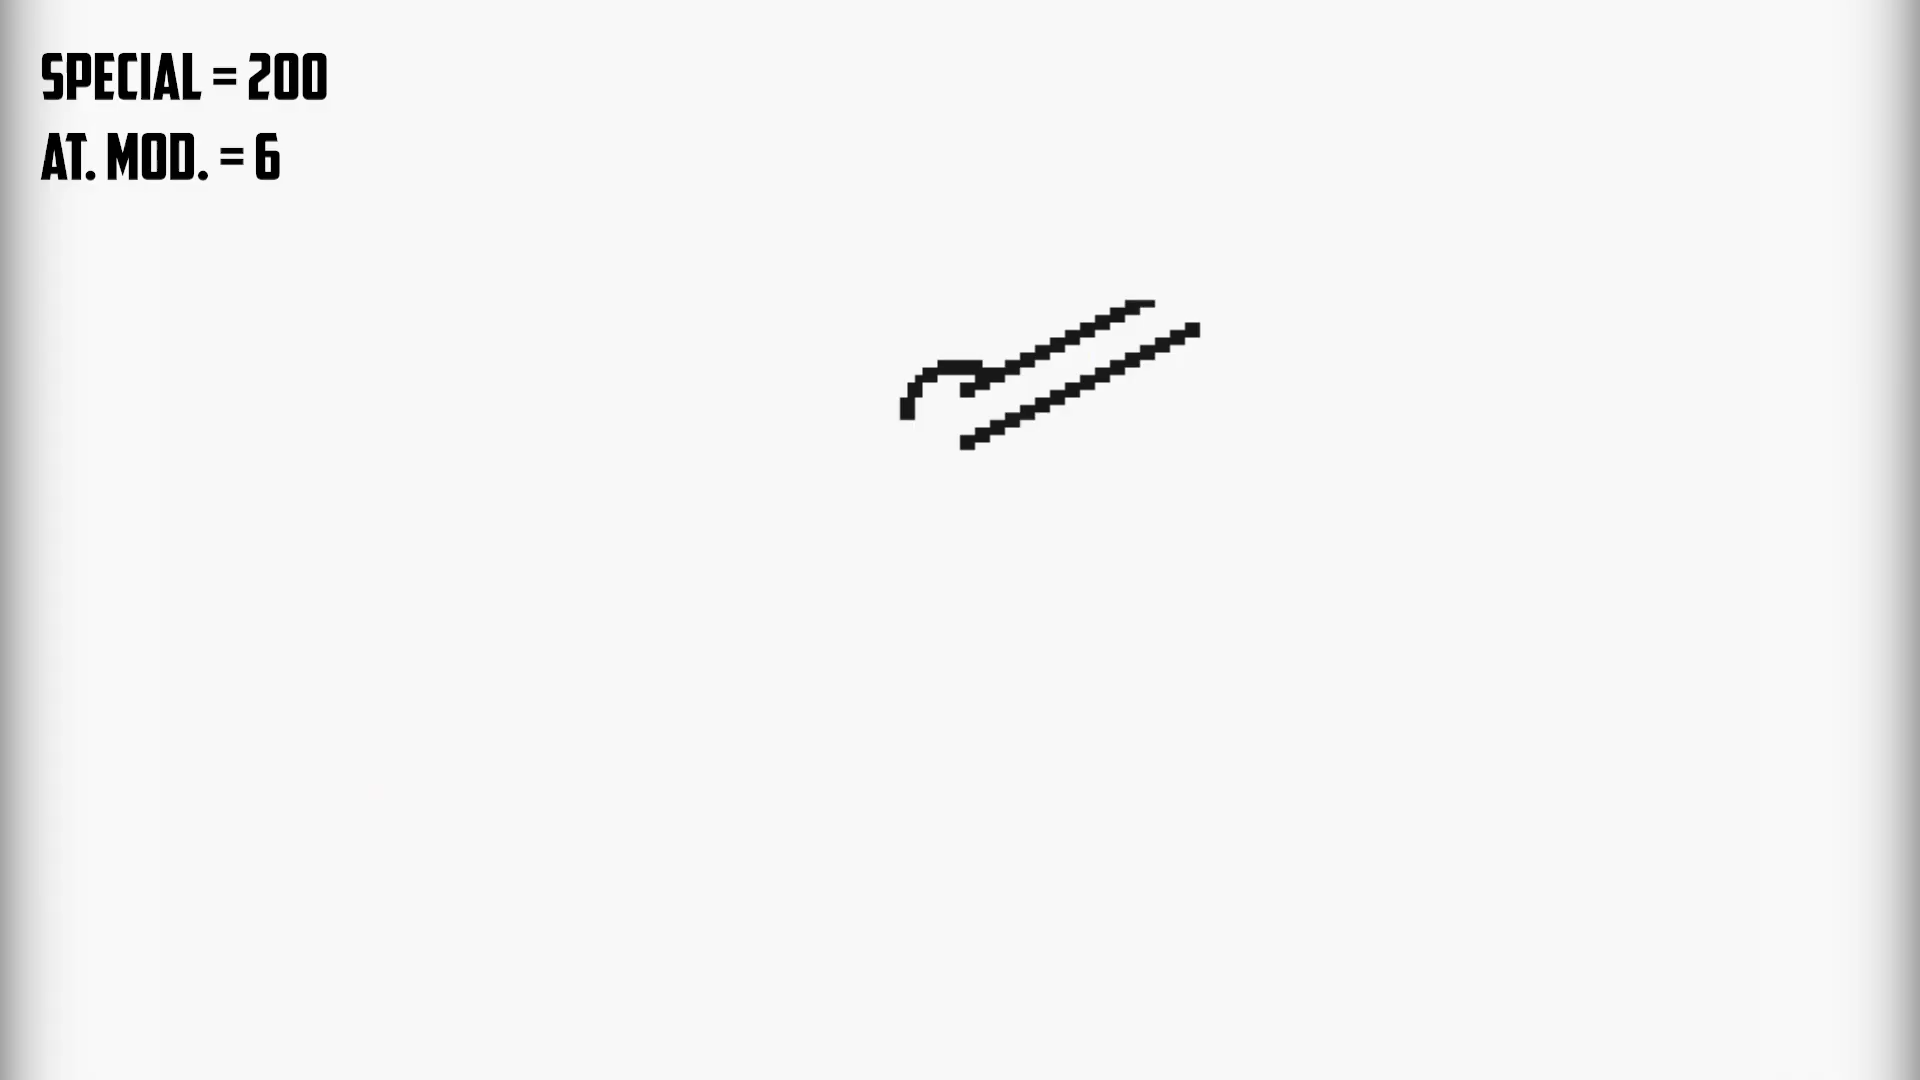 SPECIAL = 200
AT. MOD. = 6